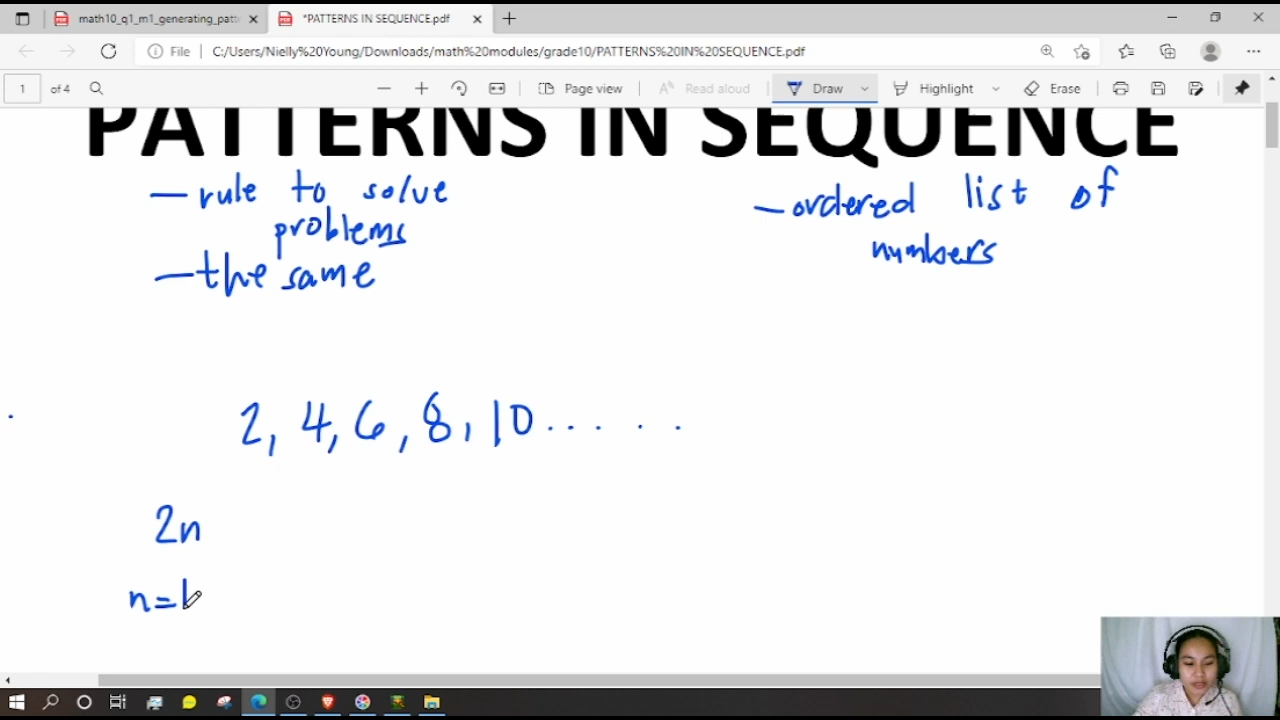 math10_q1_m1_generating_patt
*PATTERNS IN SEQUENCE.pdf
File C:/Users/Nielly%20Young/Downloads/math%20modules/grade10/PATTERNS%20IN%20SEQUENCE.pdf
1 of 4 Page view Read aloud Draw Highlight Erase
PATTERNS IN SEQUENCE
— rule to solve
problems
— the same
— ordered list of
numbers
2, 4, 6, 8, 10.....
2n
n=